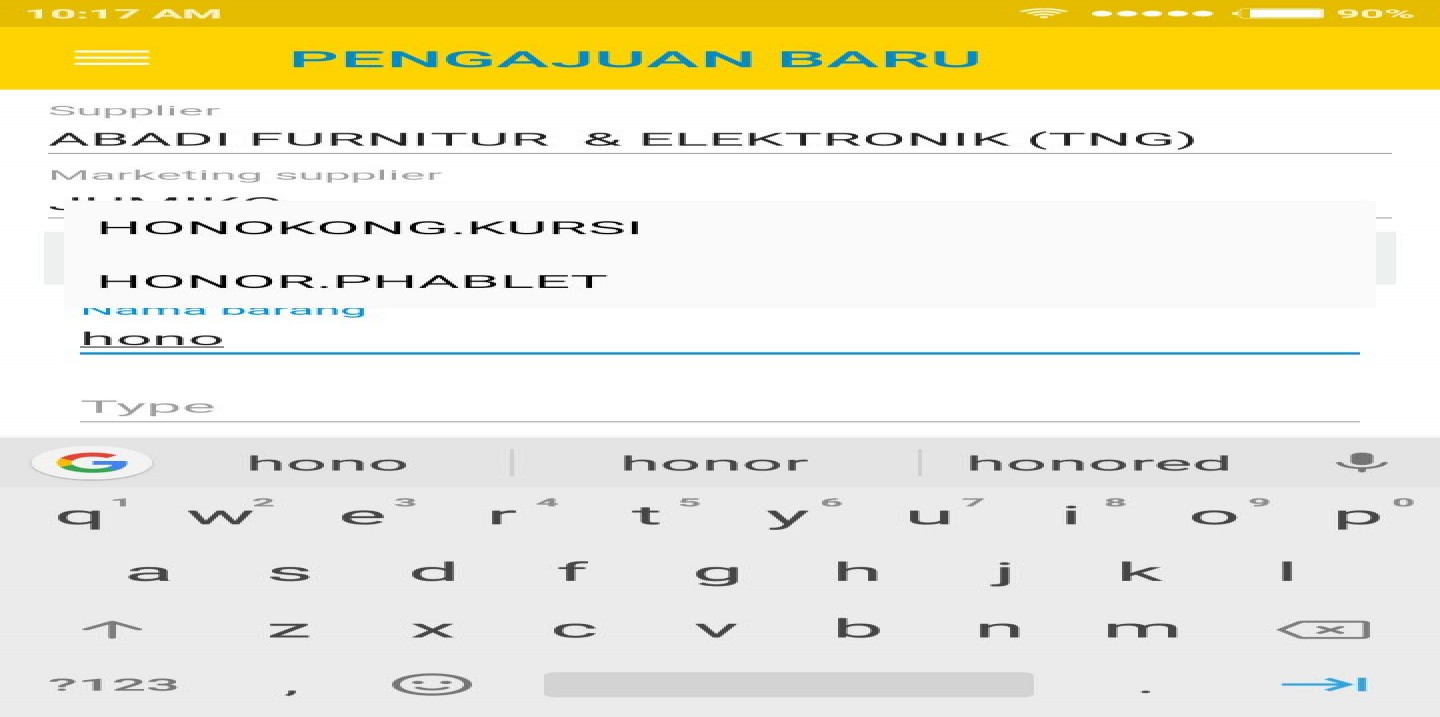 10:17 AM 90%
PENGAJUAN BARU
Supplier
ABADI FURNITUR & ELEKTRONIK (TNG)
Marketing supplier
HONOKONG.KURSI
HONOR.PHABLET
Nama barang
hono
Type
hono honor honored
1 2 3 4 5 6 7 8 9 0
q w e r t y u i o p
a s d f g h j k l
z x c v b n m
?123 , .